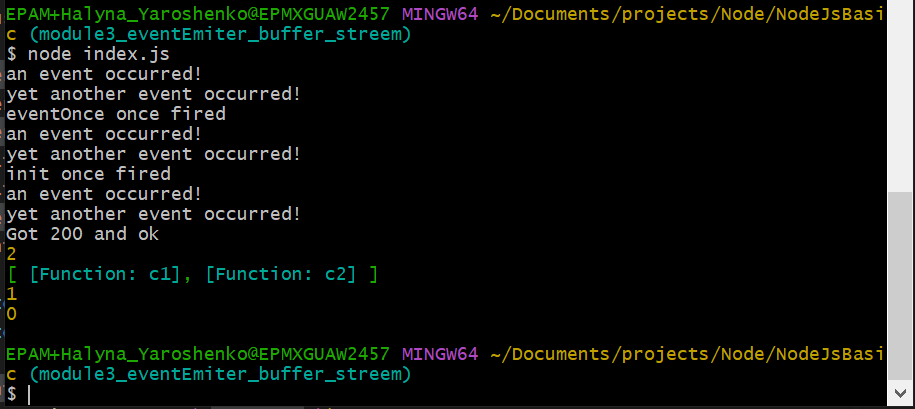 EPAM+Halyna_Yaroshenko@EPMXGUAW2457 MINGW64 ~/Documents/projects/Node/NodeJsBasi
c (module3_eventEmiter_buffer_streem)
$ node index.js
an event occurred!
yet another event occurred!
eventOnce once fired
an event occurred!
yet another event occurred!
init once fired
an event occurred!
yet another event occurred!
Got 200 and ok
2
[ [Function: c1], [Function: c2] ]
1
0
EPAM+Halyna_Yaroshenko@EPMXGUAW2457 MINGW64 ~/Documents/projects/Node/NodeJsBasi
c (module3_eventEmiter_buffer_streem)
$